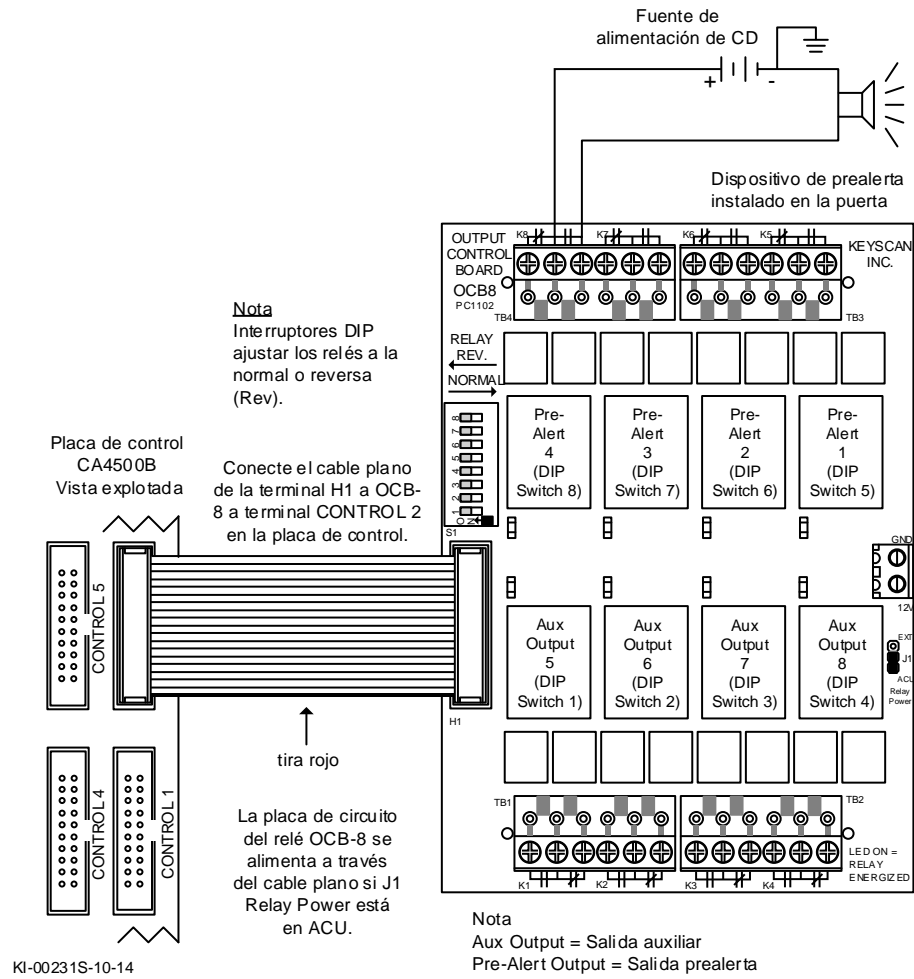 Fuente de
alimentación de CD
+
-
Dispositivo de prealerta
instalado en la puerta
OUTPUT
CONTROL
BOARD
OCB8
PC1102
K8
K7
K6
K5
KEYSCAN
INC.
TB4
TB3
Nota
Interruptores DIP
ajustar los relés a la
normal o reversa
(Rev).
RELAY
REV.
NORMAL
8
7
6
5
4
3
2
1
ON
S1
Pre-
Alert
4
(DIP
Switch 8)
Pre-
Alert
3
(DIP
Switch 7)
Pre-
Alert
2
(DIP
Switch 6)
Pre-
Alert
1
(DIP
Switch 5)
Placa de control
CA4500B
Vista explotada
Conecte el cable plano
de la terminal H1 a OCB-
8 a terminal CONTROL 2
en la placa de control.
GND
12V
CONTROL 5
Aux
Output
5
(DIP
Switch 1)
Aux
Output
6
(DIP
Switch 2)
Aux
Output
7
(DIP
Switch 3)
Aux
Output
8
(DIP
Switch 4)
EXT
J1
ACU
Relay
Power
H1
tira rojo
CONTROL 4
CONTROL 1
La placa de circuito
del relé OCB-8 se
alimenta a través
del cable plano si J1
Relay Power está
en ACU.
TB1
TB2
K1
K2
K3
K4
LED ON =
RELAY
ENERGIZED
Nota
Aux Output = Salida auxiliar
Pre-Alert Output = Salida prealerta
KI-00231S-10-14